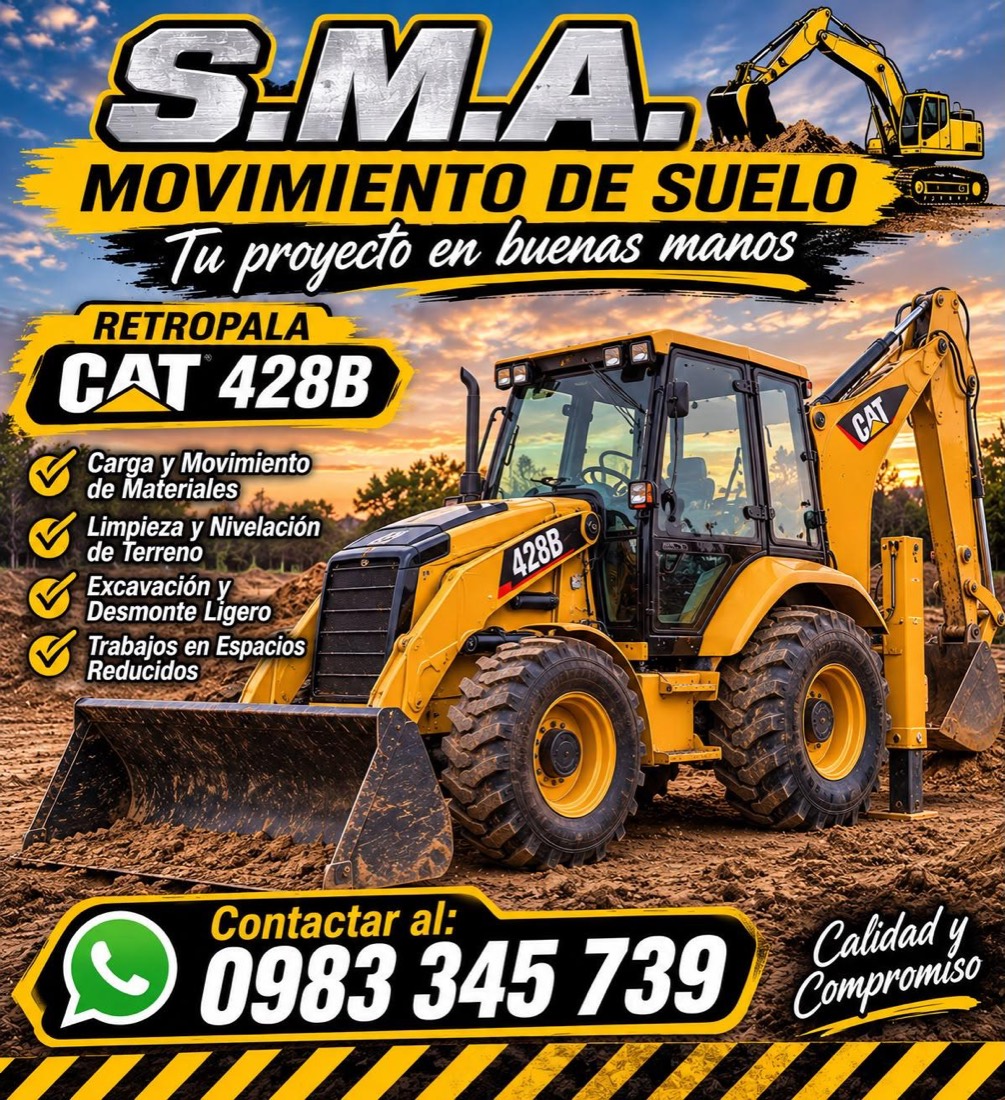 S.M.A.
MOVIMIENTO DE SUELO
Tu proyecto en buenas manos
RETROPALA
CAT® 428B
Carga y Movimiento
de Materiales
Limpieza y Nivelación
de Terreno
Excavación y
Desmonte Ligero
Trabajos en Espacios
Reducidos
CAT
428B
Contactar al:
0983 345 739
Calidad y
Compromiso